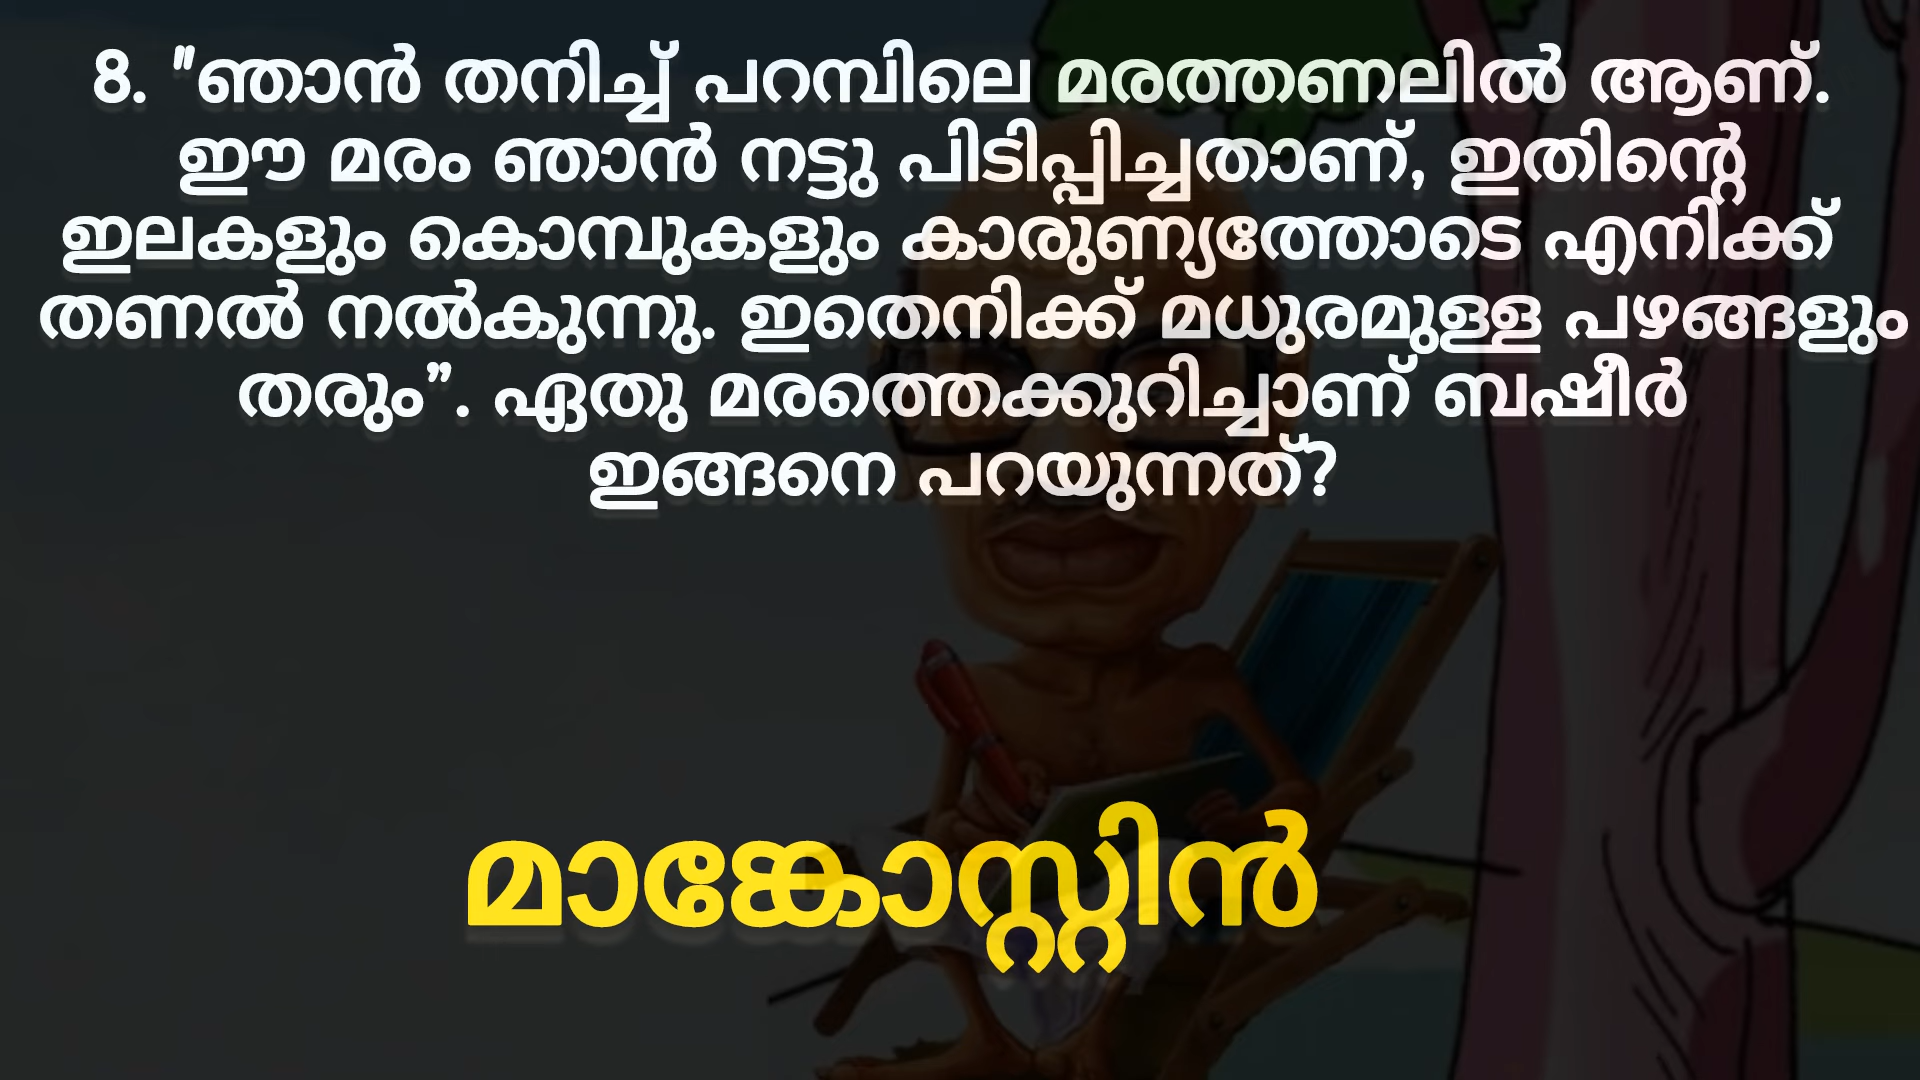 8. "ഞാൻ തനിച്ച് പറമ്പിലെ മരത്തണലിൽ ആണ്.
ഈ മരം ഞാൻ നട്ടു പിടിപ്പിച്ചതാണ്, ഇതിന്റെ
ഇലകളും കൊമ്പുകളും കാരുണ്യത്തോടെ എനിക്ക്
തണൽ നൽകുന്നു. ഇതെനിക്ക് മധുരമുള്ള പഴങ്ങളും
തരും”. ഏതു മരത്തെക്കുറിച്ചാണ് ബഷീർ
ഇങ്ങനെ പറയുന്നത്?
മാങ്കോസ്റ്റിൻ